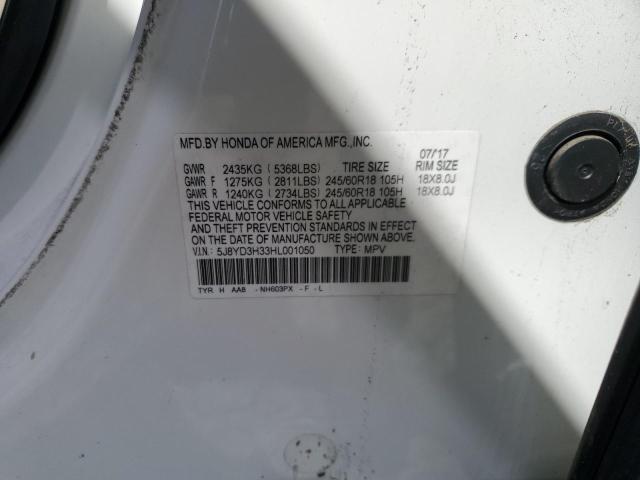 MFD.BY HONDA OF AMERICA MFG.,INC. 07/17
GVWR 2435KG (5368LBS) TIRE SIZE RIM SIZE
GAWR F 1275KG (2811LBS) 245/60R18 105H 18X8.0J
GAWR R 1240KG (2734LBS) 245/60R18 105H 18X8.0J
THIS VEHICLE CONFORMS TO ALL APPLICABLE
FEDERAL MOTOR VEHICLE SAFETY
AND THEFT PREVENTION STANDARDS IN EFFECT
ON THE DATE OF MANUFACTURE SHOWN ABOVE.
V.I.N.: 5J8YD3H33HL001050 TYPE: MPV
TYR H AA8 - NH603PX - F - L